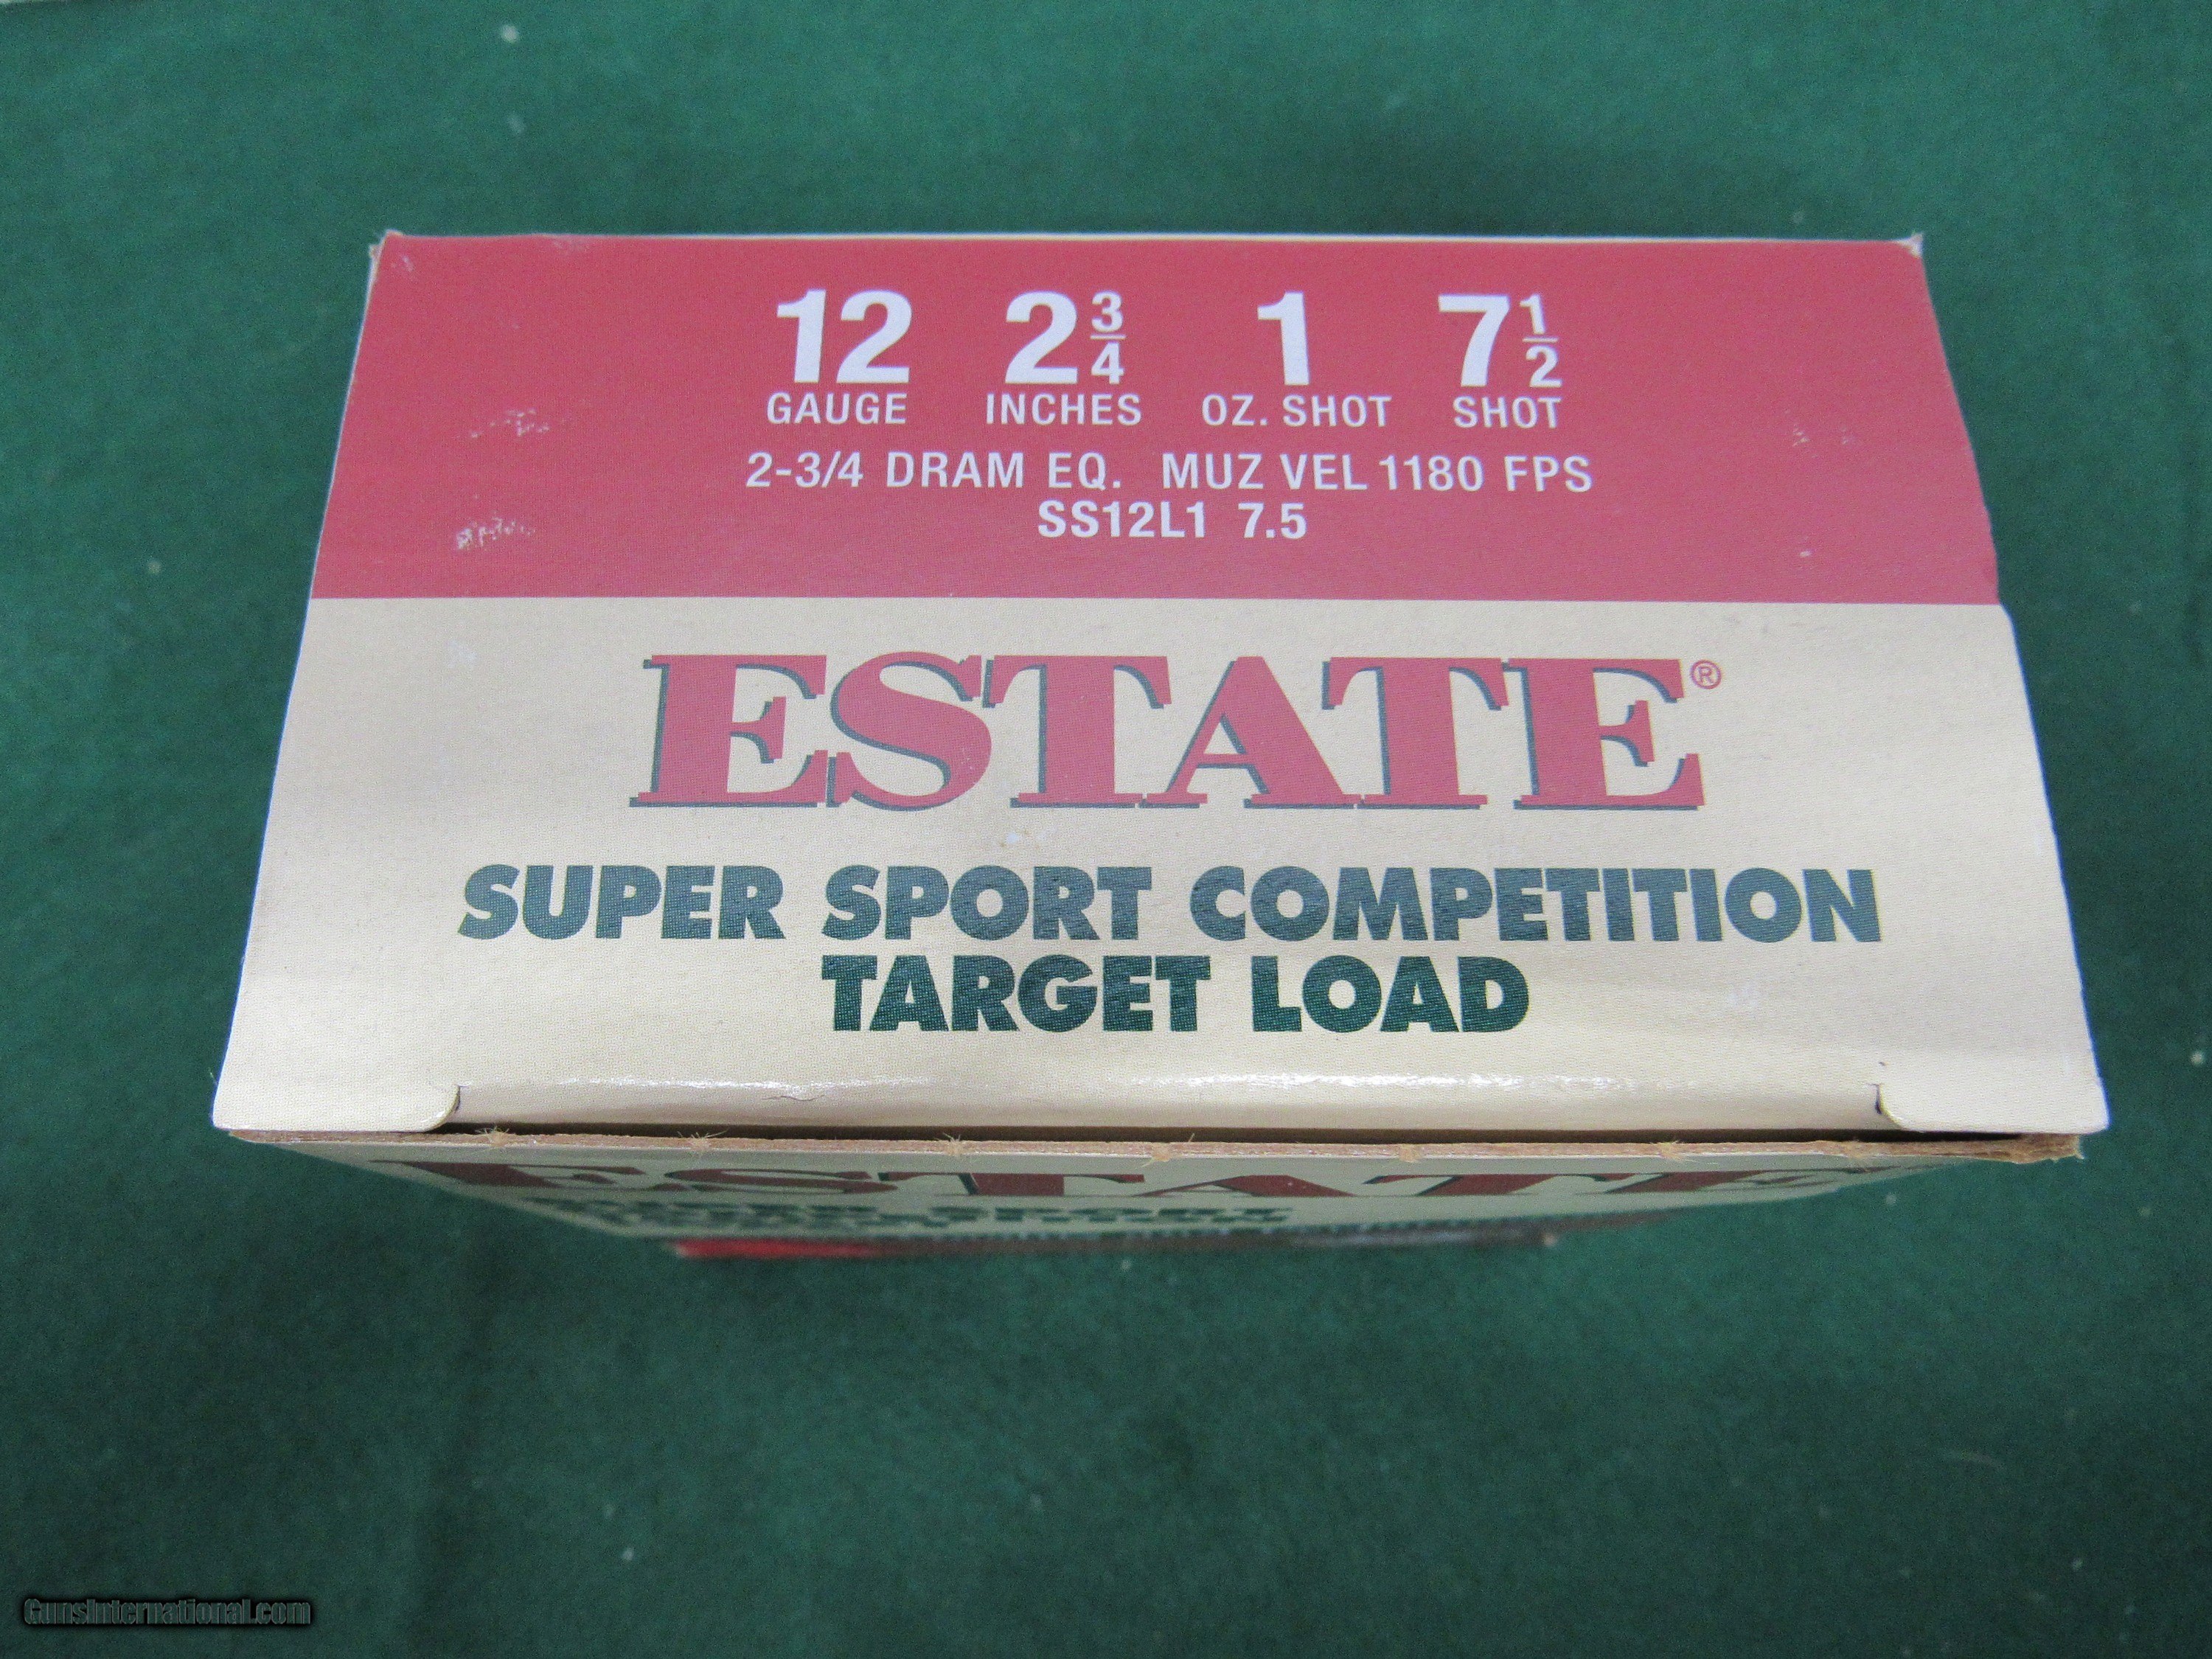 12 2 3/4 1 7 1/2
GAUGE INCHES OZ. SHOT SHOT
2-3/4 DRAM EQ. MUZ VEL 1180 FPS
SS12L1 7.5
ESTATE®
SUPER SPORT COMPETITION
TARGET LOAD
ESTATE
GunsInternational.com